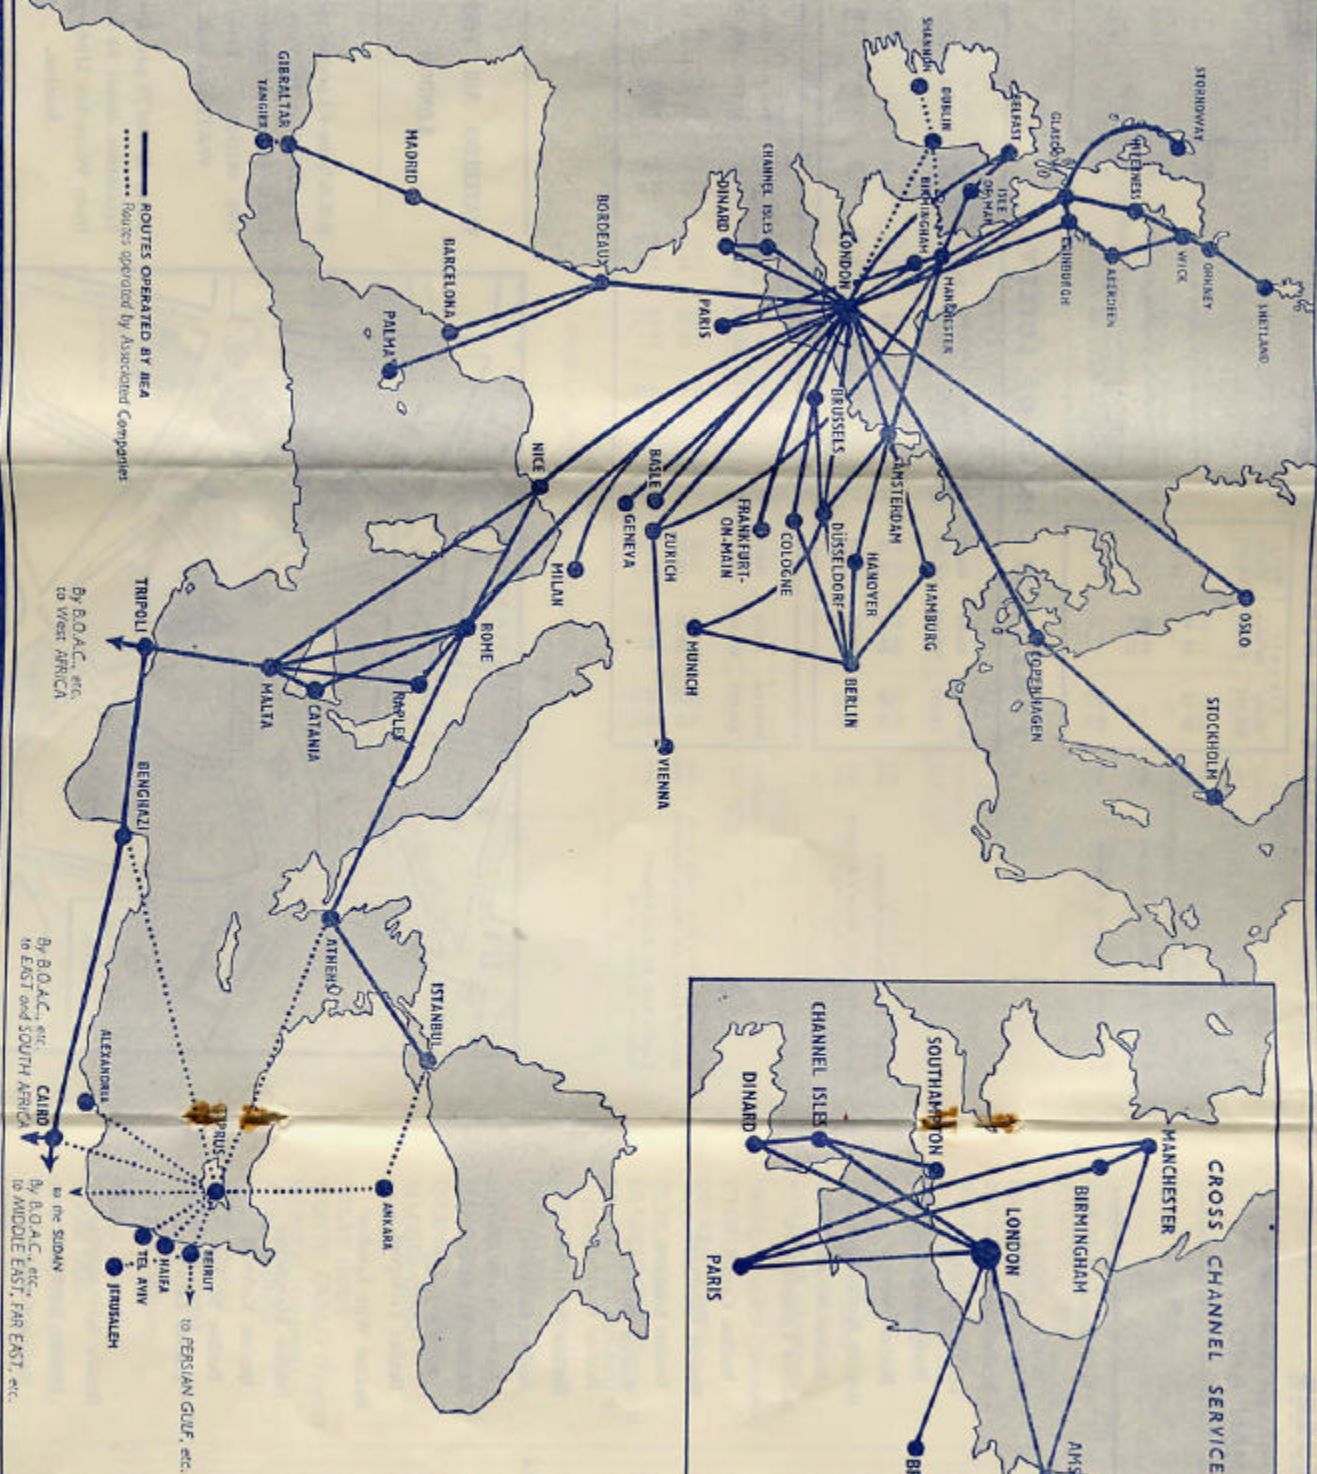 STORNOWAY
SHETLAND
ORKNEY
WICK
INVERNESS
ABERDEEN
GLASGOW
EDINBURGH
BELFAST
ISLE
OF MAN
DUBLIN
SHANNON
MANCHESTER
BIRMINGHAM
LONDON
CHANNEL ISLES
DINARD
PARIS
OSLO
STOCKHOLM
COPENHAGEN
HAMBURG
AMSTERDAM
HANOVER
BERLIN
BRUSSELS
DÜSSELDORF
COLOGNE
FRANKFURT-
ON-MAIN
MUNICH
ZURICH
BASLE
GENEVA
VIENNA
MILAN
NICE
BORDEAUX
BARCELONA
PALMA
MADRID
GIBRALTAR
TANGIER
ROME
NAPLES
CATANIA
MALTA
TRIPOLI
By B.O.A.C., etc.
to West AFRICA
BENGHAZI
ATHENS
ISTANBUL
ANKARA
CYPRUS
ALEXANDRIA
CAIRO
By B.O.A.C., etc.
to EAST and SOUTH AFRICA
to the SUDAN
By B.O.A.C., etc.,
to MIDDLE EAST, FAR EAST, etc.
BEIRUT
HAIFA
TEL AVIV
JERUSALEM
to PERSIAN GULF, etc.
ROUTES OPERATED BY BEA
Routes operated by Associated Companies
CROSS CHANNEL SERVICE
MANCHESTER
BIRMINGHAM
LONDON
SOUTHAMPTON
CHANNEL ISLES
DINARD
PARIS
AMS
BR